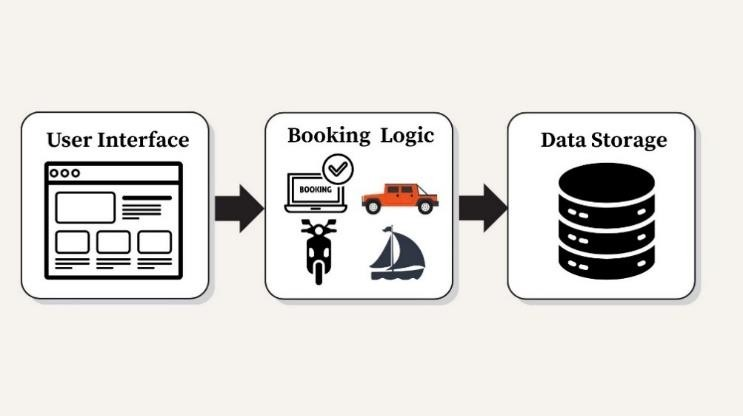 User Interface
Booking Logic
BOOKING
Data Storage